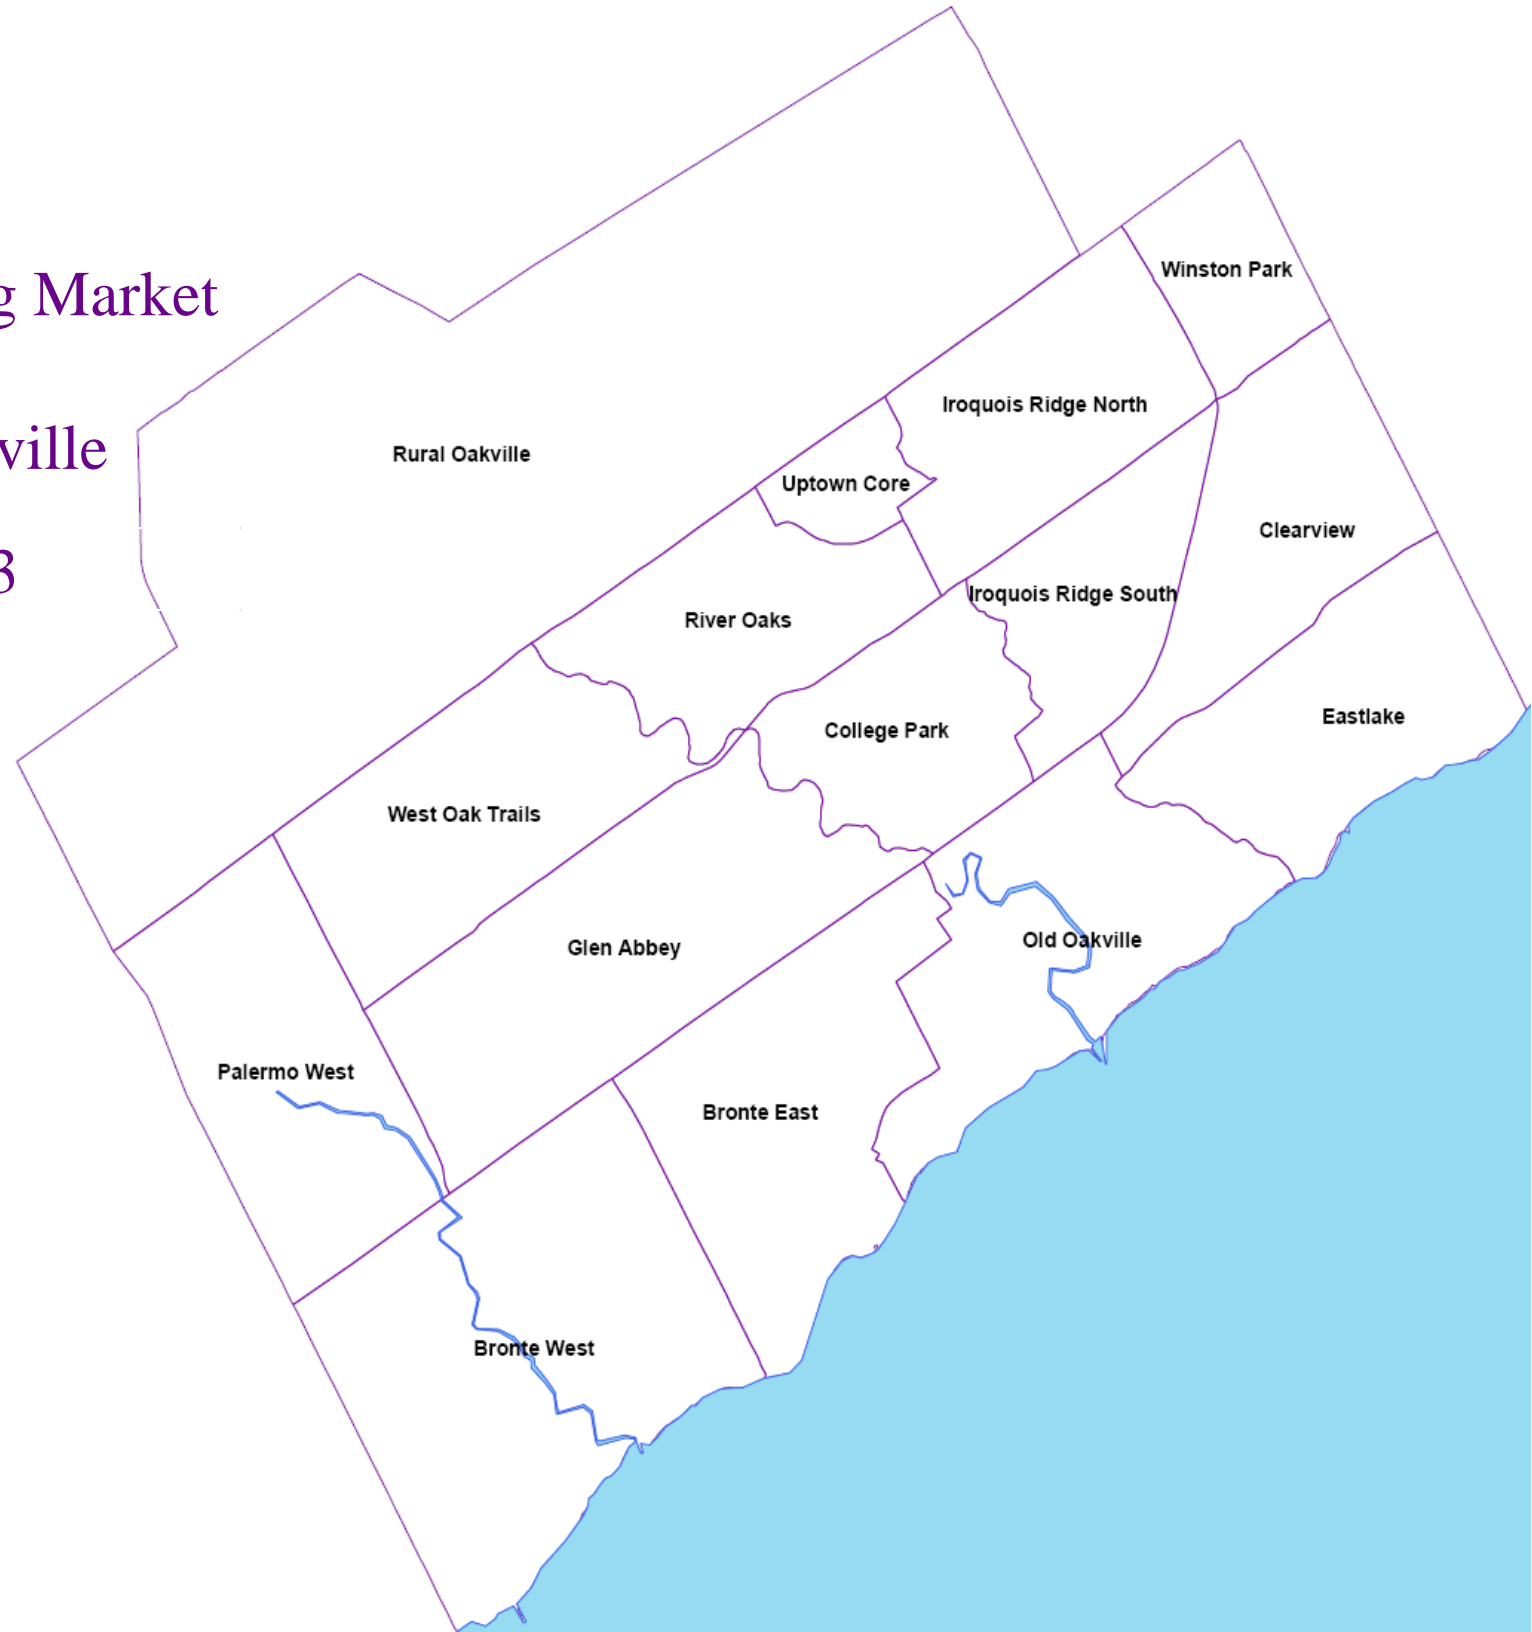 Winston Park
g Market
Iroquois Ridge North
ville
Rural Oakville
Uptown Core
Clearview
3
Iroquois Ridge South
River Oaks
Eastlake
College Park
West Oak Trails
Old Oakville
Glen Abbey
Palermo West
Bronte East
Bronte West